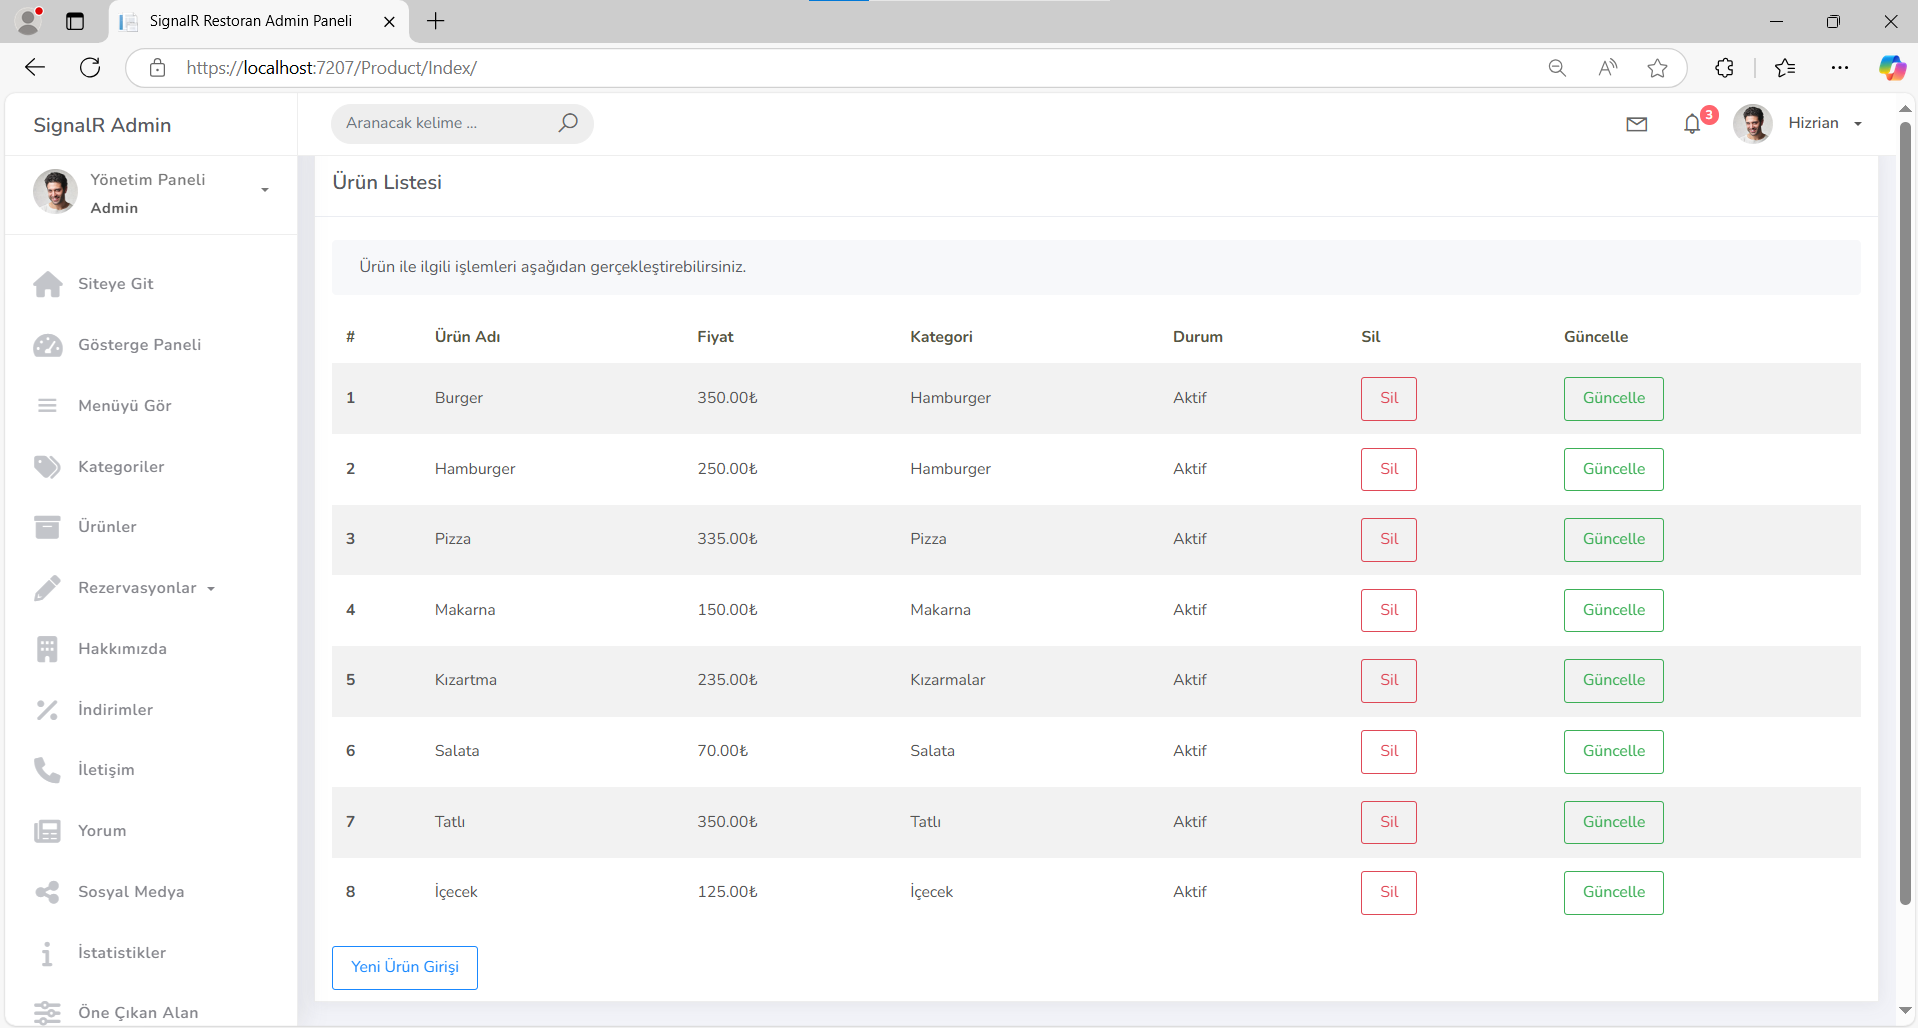 SignalR Restoran Admin Paneli
https://localhost:7207/Product/Index/
SignalR Admin
Aranacak kelime ...
3
Hizrian
Yönetim Paneli
Admin
Siteye Git
Gösterge Paneli
Menüyü Gör
Kategoriler
Ürünler
Rezervasyonlar
Hakkımızda
İndirimler
İletişim
Yorum
Sosyal Medya
İstatistikler
Öne Çıkan Alan
Ürün Listesi
Ürün ile ilgili işlemleri aşağıdan gerçekleştirebilirsiniz.
# Ürün Adı Fiyat Kategori Durum Sil Güncelle
1 Burger 350.00₺ Hamburger Aktif Sil Güncelle
2 Hamburger 250.00₺ Hamburger Aktif Sil Güncelle
3 Pizza 335.00₺ Pizza Aktif Sil Güncelle
4 Makarna 150.00₺ Makarna Aktif Sil Güncelle
5 Kızartma 235.00₺ Kızarmalar Aktif Sil Güncelle
6 Salata 70.00₺ Salata Aktif Sil Güncelle
7 Tatlı 350.00₺ Tatlı Aktif Sil Güncelle
8 İçecek 125.00₺ İçecek Aktif Sil Güncelle
Yeni Ürün Girişi